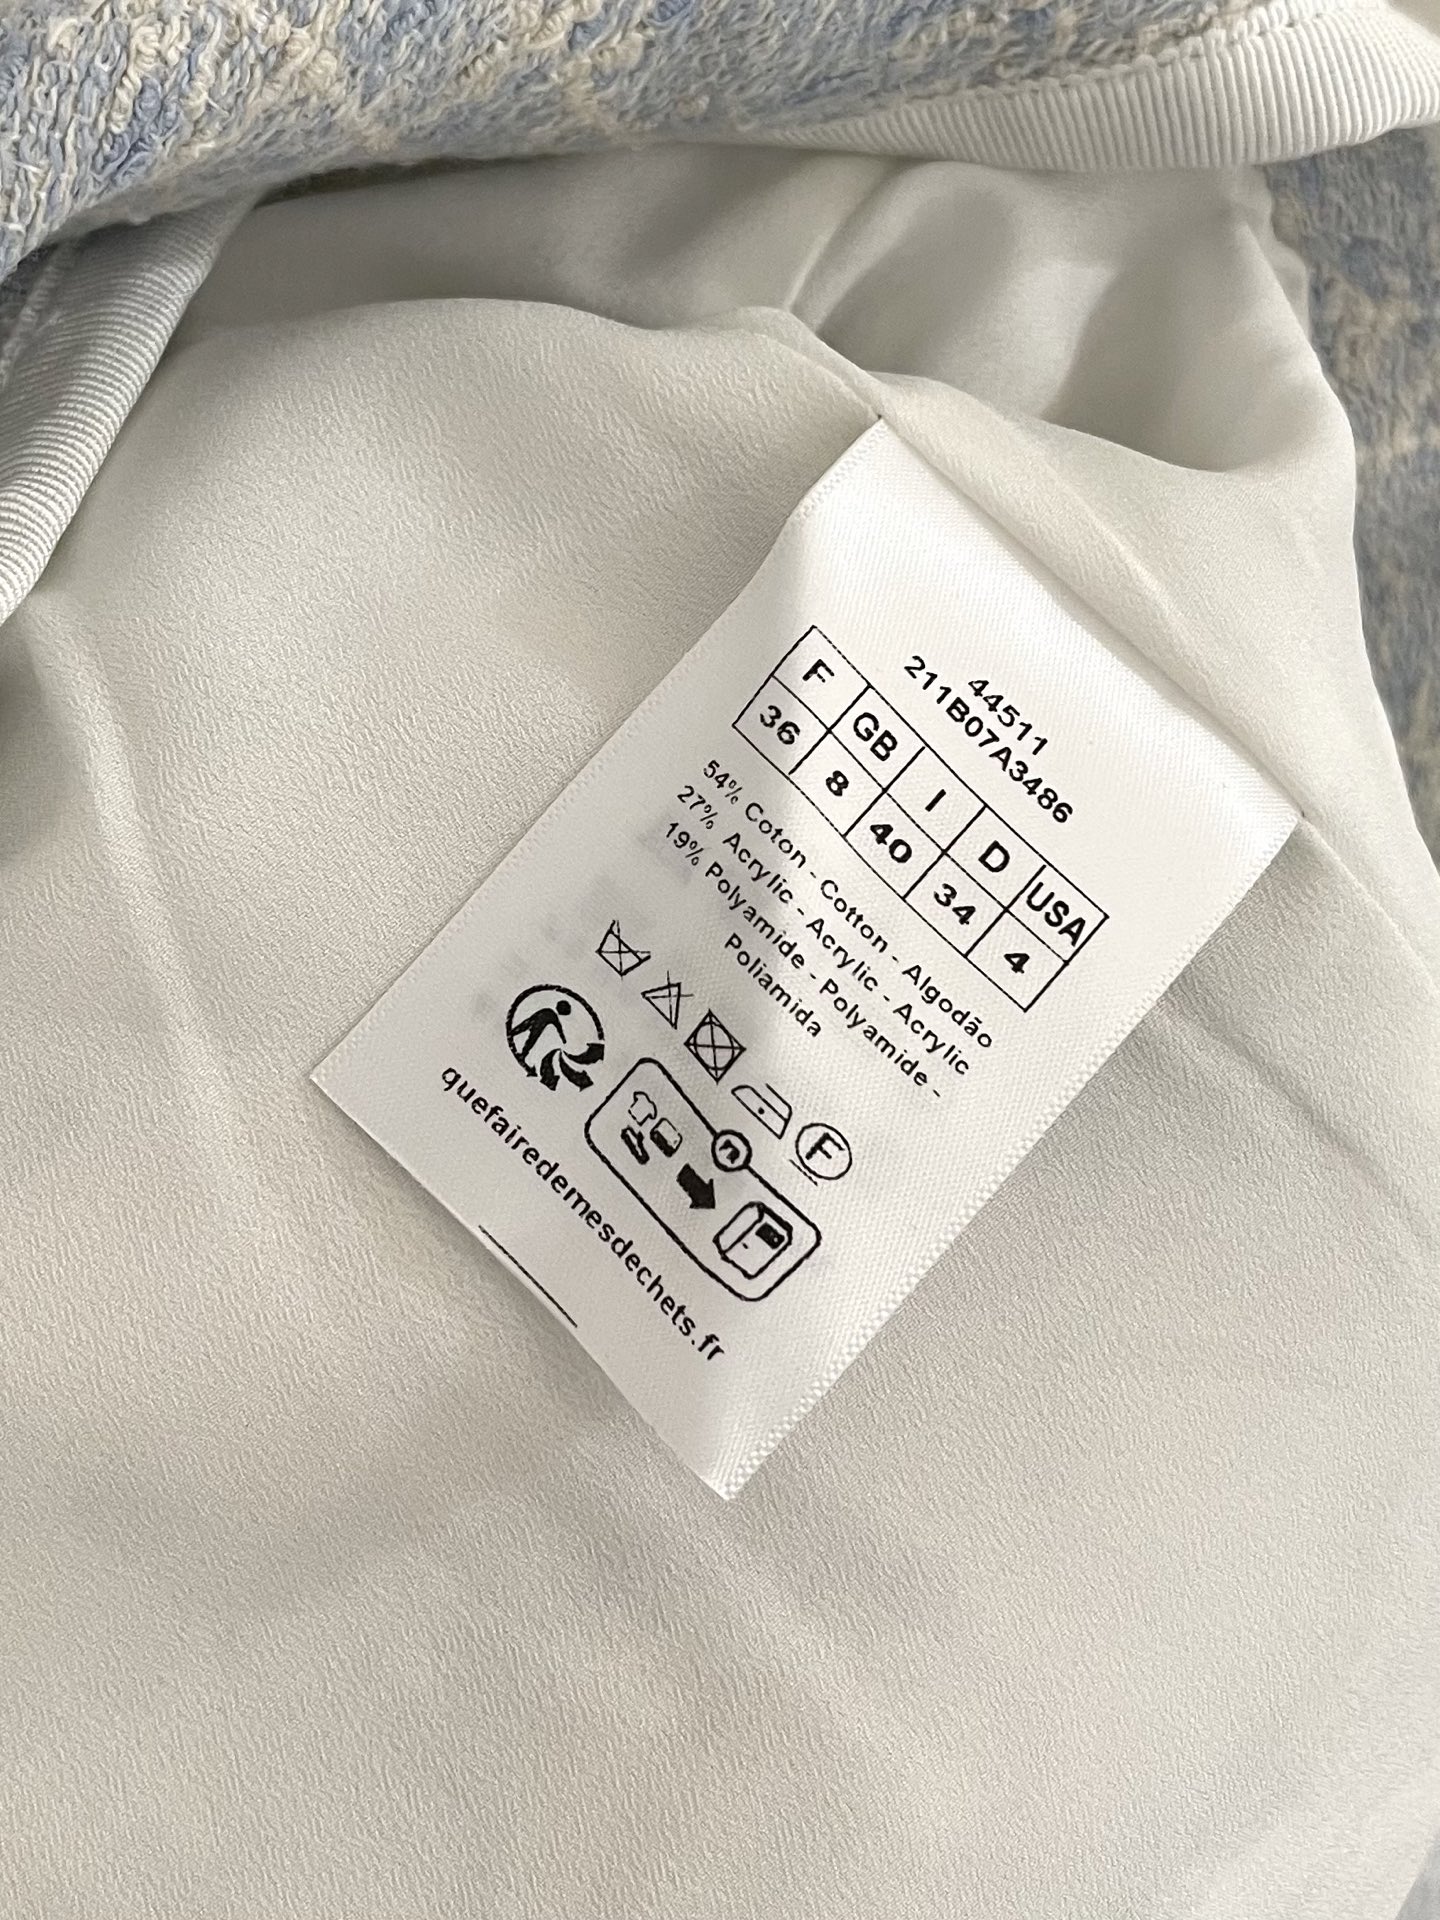 44511
211B07A3486
F GB I D USA
36 8 40 34 4
54% Coton - Cotton - Algodão
27% Acrylic - Acrylic - Acrylic
19% Polyamide - Polyamide -
Poliamida
F
quefairedemesdechets.fr